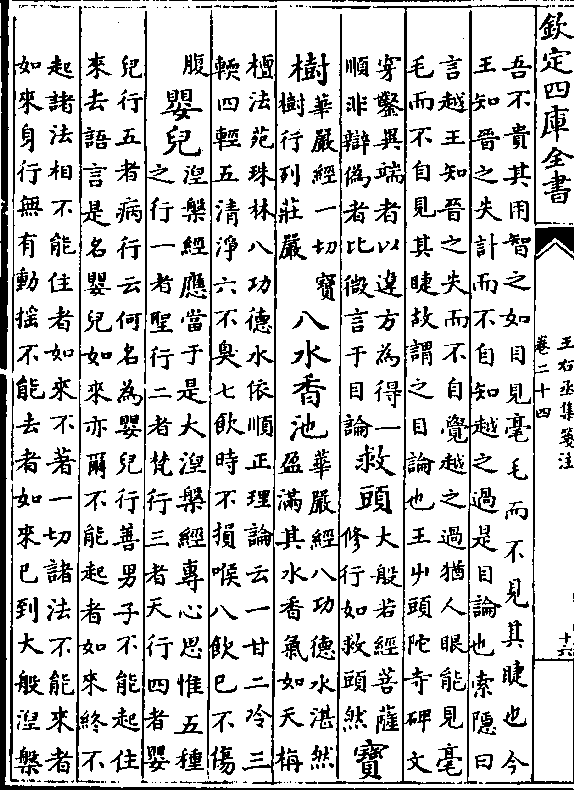 欽定四庫全書
王右丞集箋注
卷二十四
十六
吾不貴其用智之如目見毫毛而不見其睫也今
王知晉之失計而不自知越之過是目論也索隱曰
言越王知晉之失而不自覺越之過猶人眼能見毫
毛而不自見其睫故謂之目論也王屮頭陀寺碑文
穿鑿異端者以違方為得一
順非辯偽者比微言于目論
救頭
大般若經菩薩
修行如救頭然
寶
樹
華嚴經一切寶
樹行列莊嚴
八水香池
華嚴經八功德水湛然
盈滿其水香氣如天栴
檀法苑珠林八功德水依順正理論云一甘二冷三
輭四輕五清淨六不臭七飲時不損喉八飲已不傷
腹
嬰兒
涅槃經應當于是大涅槃經專心思惟五種
之行一者聖行二者梵行三者天行四者嬰
兒行五者病行云何名為嬰兒行善男子不能起住
來去語言是名嬰兒如來亦爾不能起者如來終不
起諸法相不能住者如來不著一切諸法不能來者
如來身行無有動搖不能去者如來已到大般涅槃